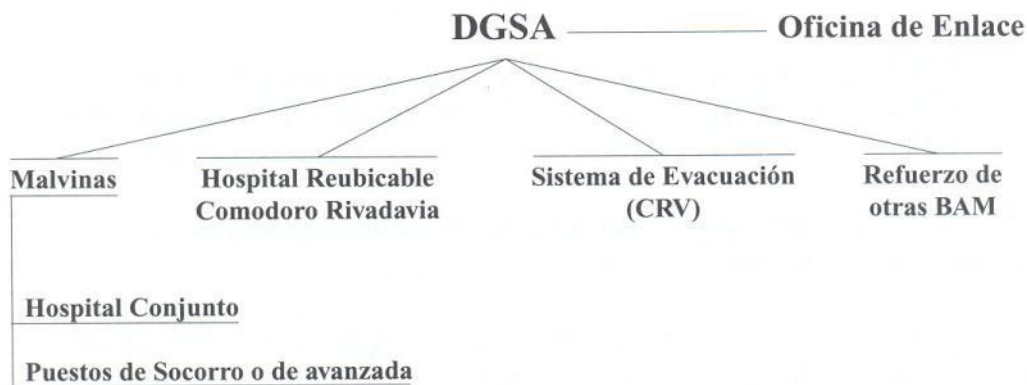 DGSA Oficina de Enlace
Malvinas
Hospital Reubicable
Comodoro Rivadavia
Sistema de Evacuación
(CRV)
Refuerzo de
otras BAM
Hospital Conjunto
Puestos de Socorro o de avanzada